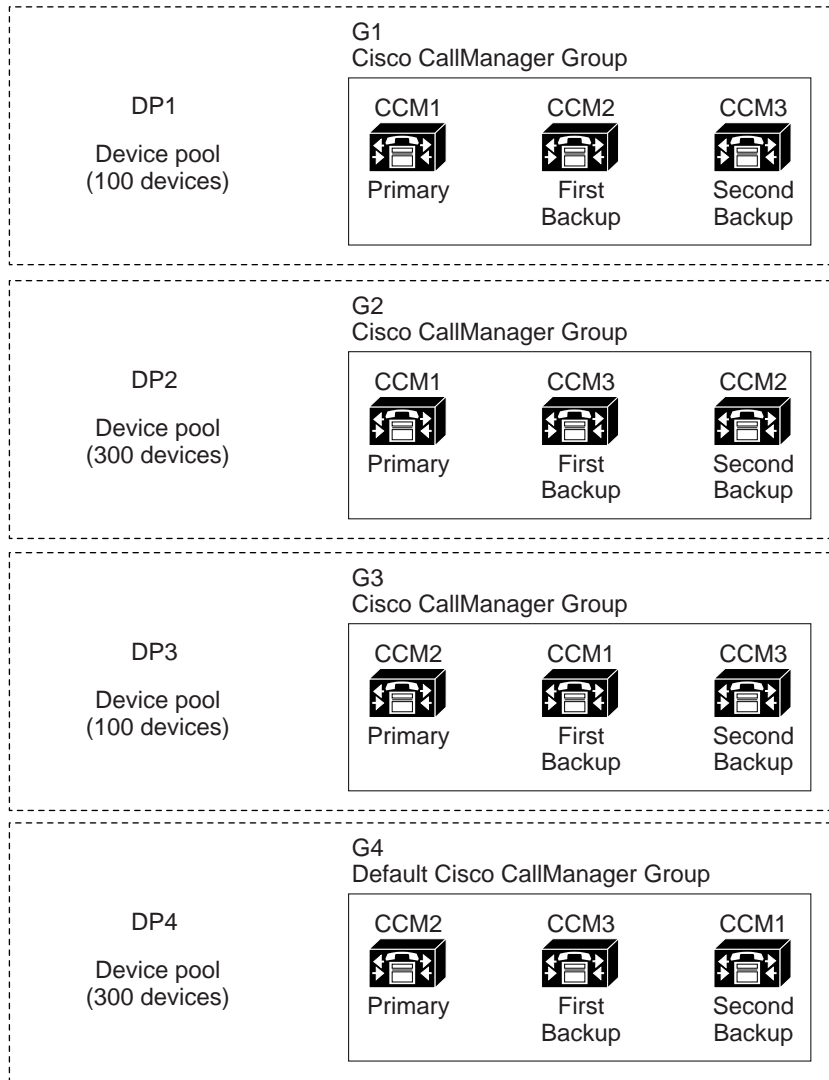 G1
Cisco CallManager Group
DP1
Device pool
(100 devices)
CCM1 CCM2 CCM3
Primary First Second
Backup Backup
G2
Cisco CallManager Group
DP2
Device pool
(300 devices)
CCM1 CCM3 CCM2
Primary First Second
Backup Backup
G3
Cisco CallManager Group
DP3
Device pool
(100 devices)
CCM2 CCM1 CCM3
Primary First Second
Backup Backup
G4
Default Cisco CallManager Group
DP4
Device pool
(300 devices)
CCM2 CCM3 CCM1
Primary First Second
Backup Backup